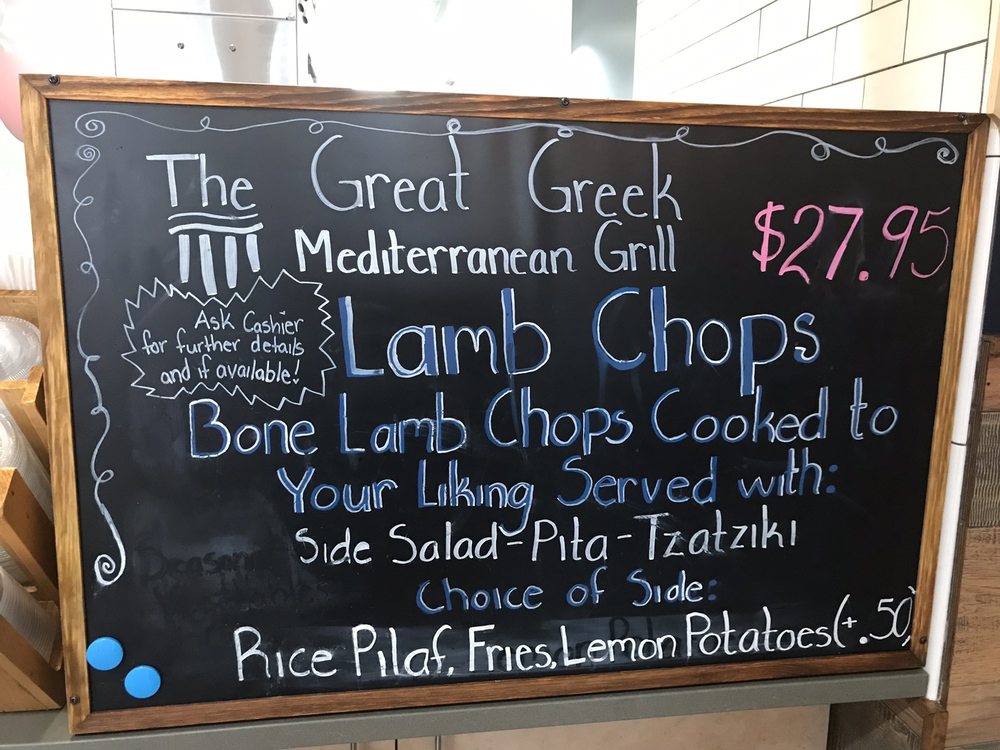 The Great Greek
Mediterranean Grill
$27.95
Ask Cashier
for further details
and if available!
Lamb Chops
Bone Lamb Chops Cooked to
Your Liking Served with:
Side Salad-Pita-Tzatziki
Choice of Side:
Rice Pilaf, Fries, Lemon Potatoes(+.50)